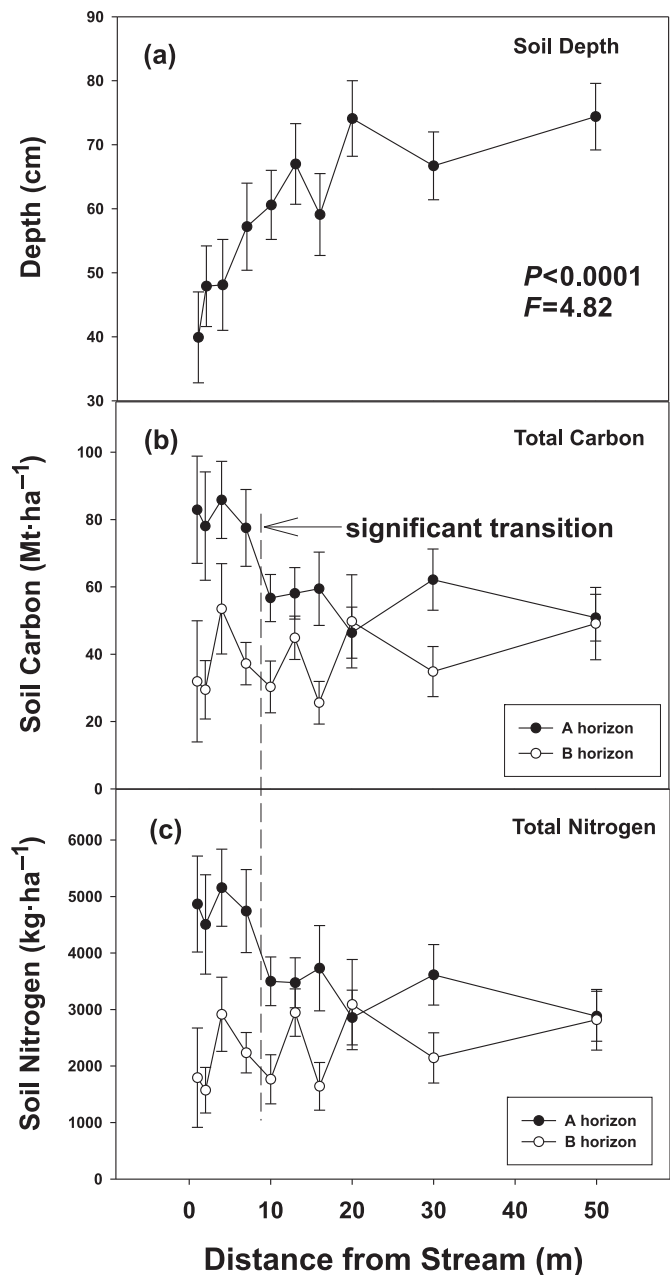 (a)
Soil Depth
Depth (cm)
90
80
70
60
50
40
30
P<0.0001
F=4.82
(b)
Total Carbon
Soil Carbon (Mt·ha⁻¹)
100
80
60
40
20
0
significant transition
A horizon
B horizon
(c)
Total Nitrogen
Soil Nitrogen (kg·ha⁻¹)
6000
5000
4000
3000
2000
1000
0
A horizon
B horizon
0 10 20 30 40 50
Distance from Stream (m)